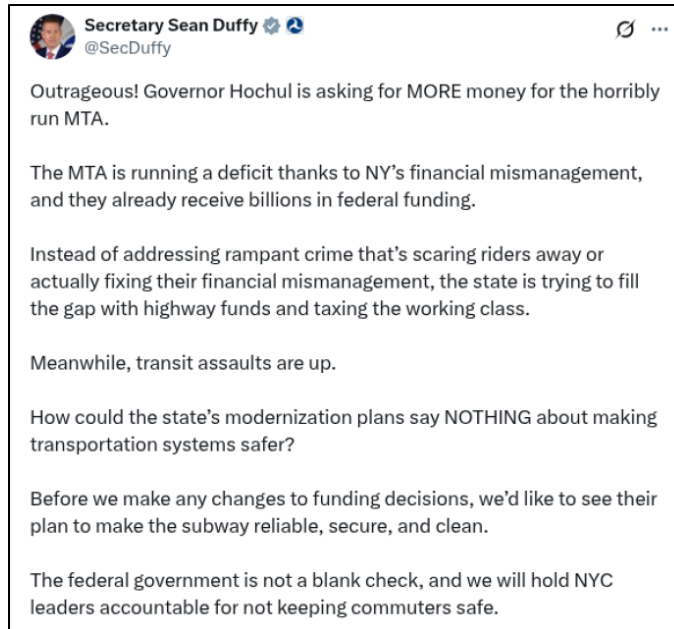 Secretary Sean Duffy
@SecDuffy
Outrageous! Governor Hochul is asking for MORE money for the horribly
run MTA.
The MTA is running a deficit thanks to NY’s financial mismanagement,
and they already receive billions in federal funding.
Instead of addressing rampant crime that’s scaring riders away or
actually fixing their financial mismanagement, the state is trying to fill
the gap with highway funds and taxing the working class.
Meanwhile, transit assaults are up.
How could the state’s modernization plans say NOTHING about making
transportation systems safer?
Before we make any changes to funding decisions, we’d like to see their
plan to make the subway reliable, secure, and clean.
The federal government is not a blank check, and we will hold NYC
leaders accountable for not keeping commuters safe.